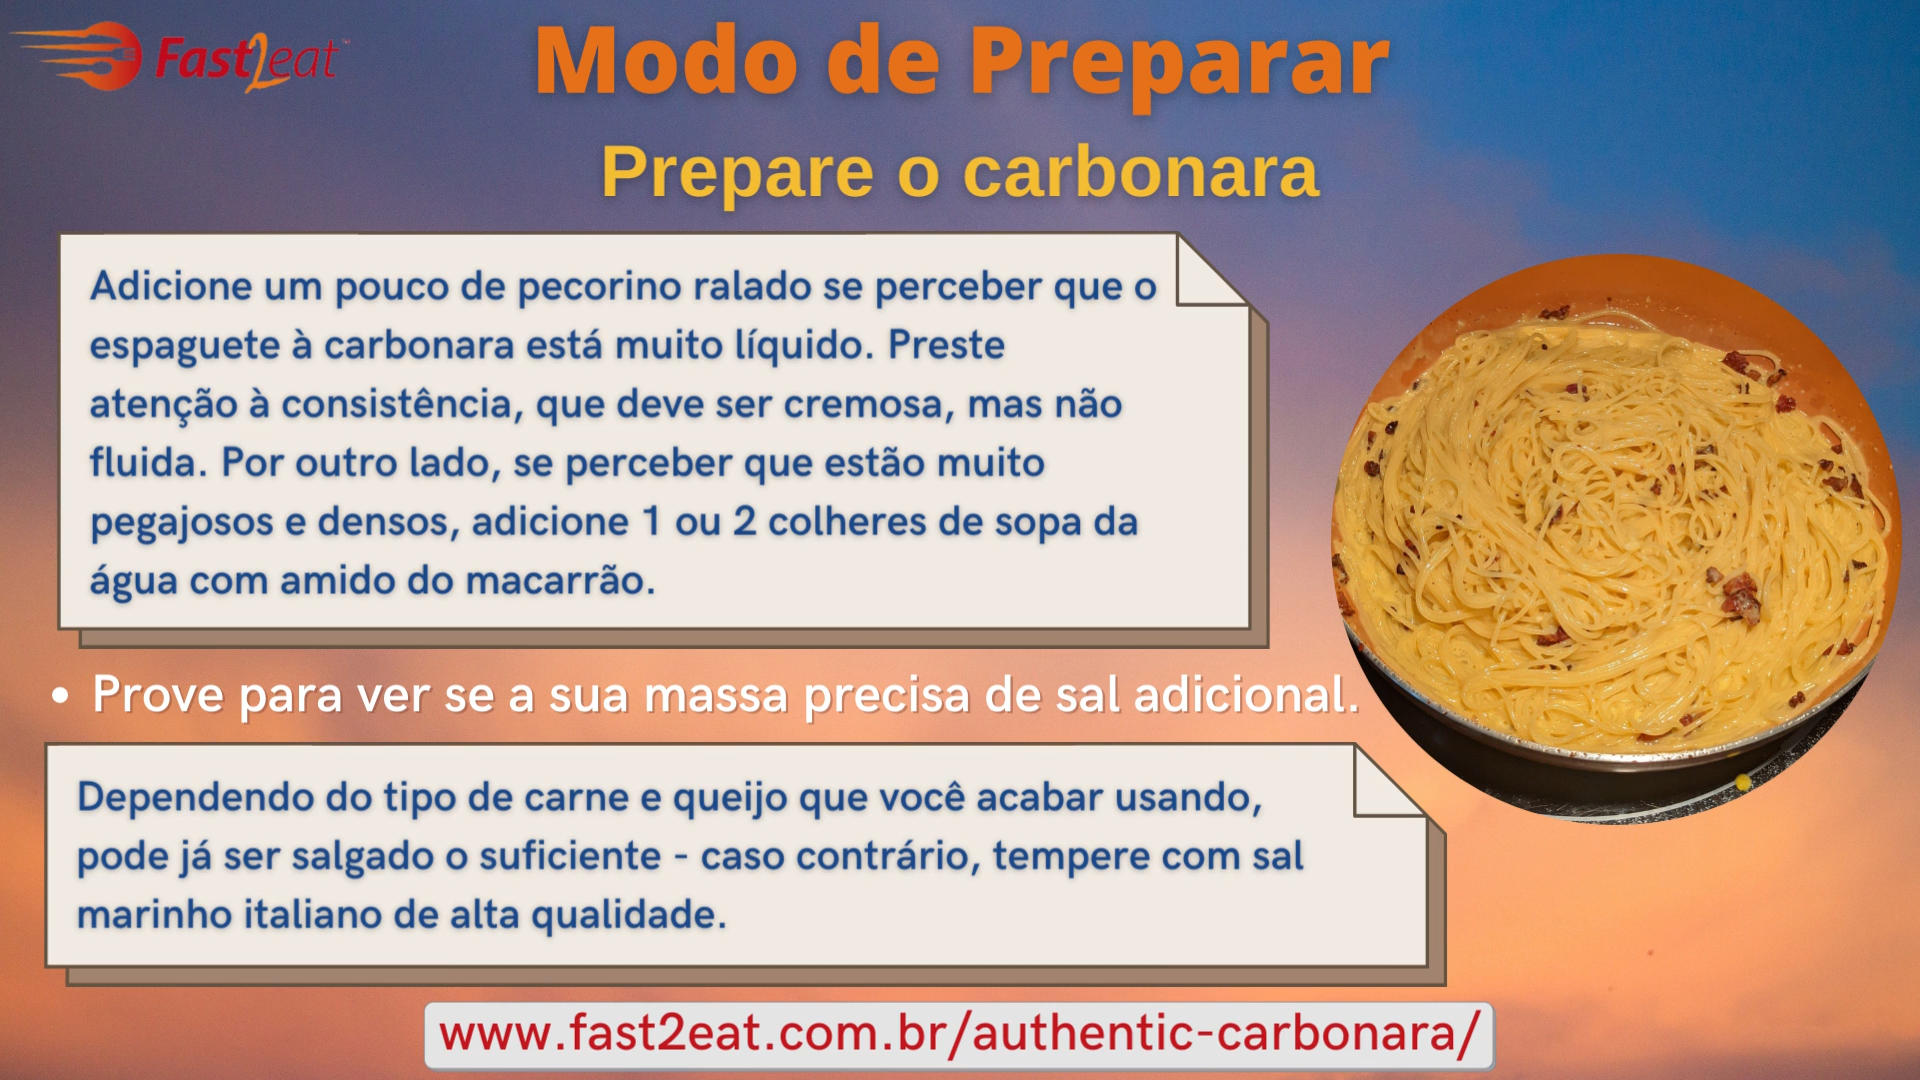 Fast2eat™
Modo de Preparar
Prepare o carbonara
Adicione um pouco de pecorino ralado se perceber que o
espaguete à carbonara está muito líquido. Preste
atenção à consistência, que deve ser cremosa, mas não
fluida. Por outro lado, se perceber que estão muito
pegajosos e densos, adicione 1 ou 2 colheres de sopa da
água com amido do macarrão.
• Prove para ver se a sua massa precisa de sal adicional.
Dependendo do tipo de carne e queijo que você acabar usando,
pode já ser salgado o suficiente - caso contrário, tempere com sal
marinho italiano de alta qualidade.
www.fast2eat.com.br/authentic-carbonara/